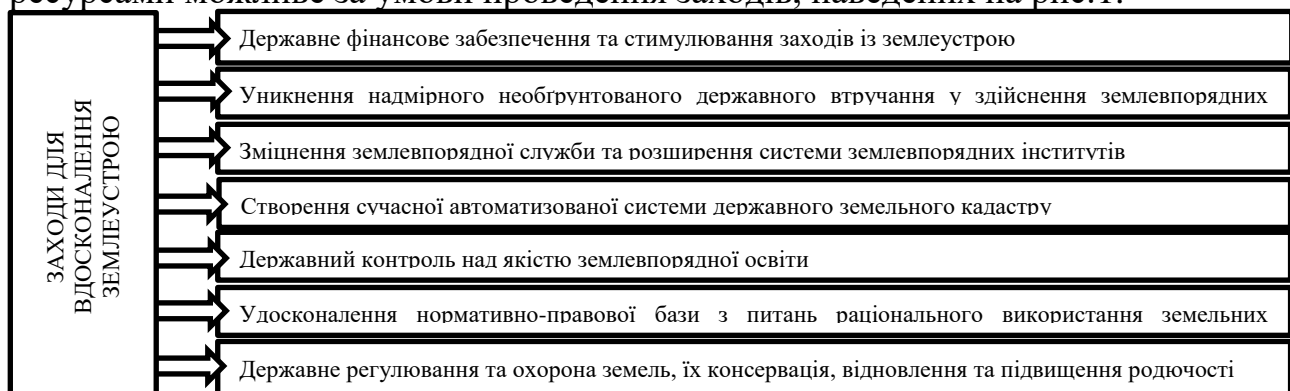 ресурсами можливе за умови проведення заходів, наведених на рис.1.
ЗАХОДИ ДЛЯ
ВДОСКОНАЛЕННЯ
ЗЕМЛЕУСТРОЮ
Державне фінансове забезпечення та стимулювання заходів із землеустрою
Уникнення надмірного необґрунтованого державного втручання у здійснення землевпорядних
Зміцнення землевпорядної служби та розширення системи землевпорядних інститутів
Створення сучасної автоматизованої системи державного земельного кадастру
Державний контроль над якістю землевпорядної освіти
Удосконалення нормативно-правової бази з питань раціонального використання земельних
Державне регулювання та охорона земель, їх консервація, відновлення та підвищення родючості